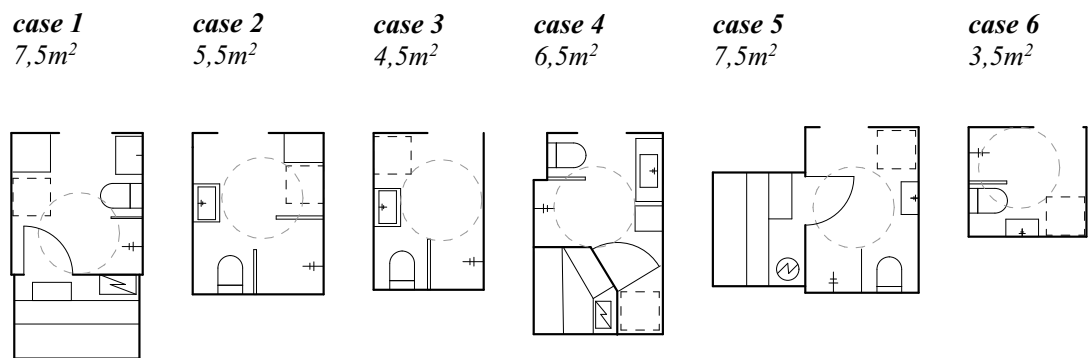 case 1
7,5m²
case 2
5,5m²
case 3
4,5m²
case 4
6,5m²
case 5
7,5m²
case 6
3,5m²